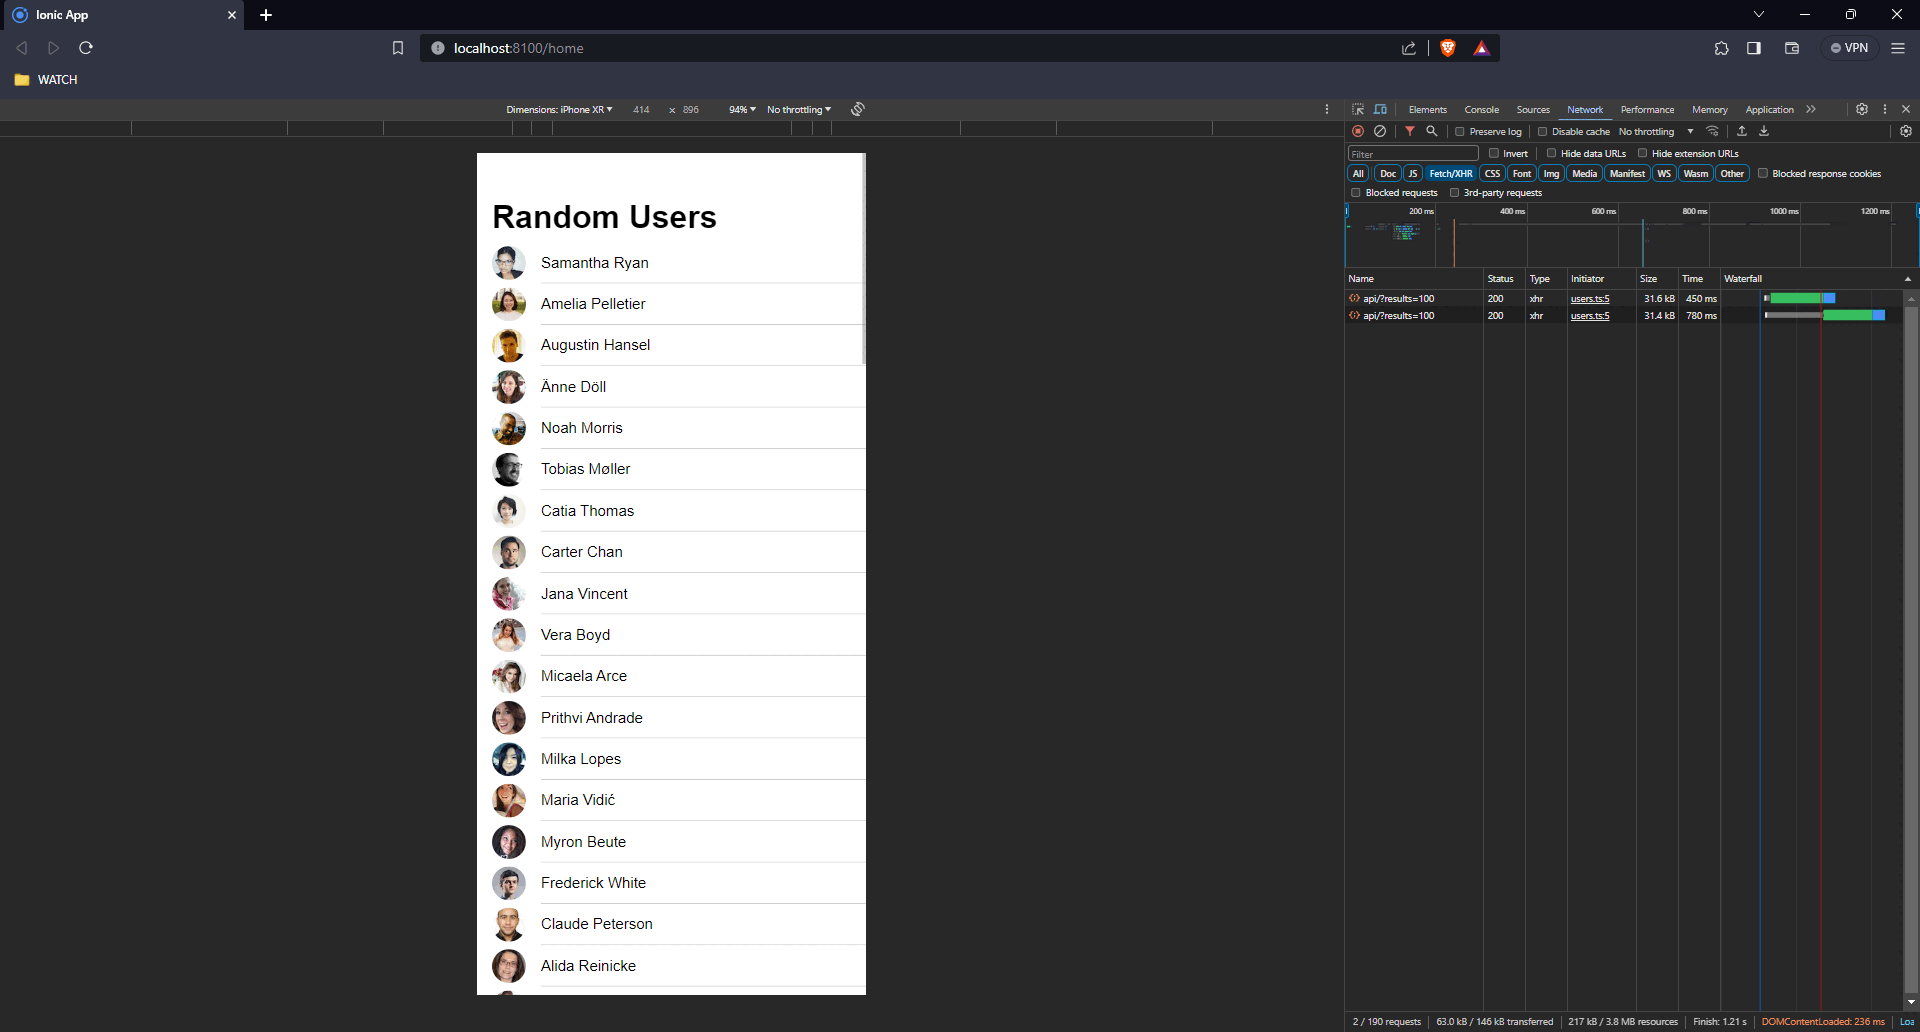 Ionic App
localhost:8100/home
VPN
WATCH
Dimensions: iPhone XR 414 × 896 94% No throttling
Elements Console Sources Network Performance Memory Application
Preserve log Disable cache No throttling
Filter Invert Hide data URLs Hide extension URLs
All Doc JS Fetch/XHR CSS Font Img Media Manifest WS Wasm Other Blocked response cookies
Blocked requests 3rd-party requests
200 ms 400 ms 600 ms 800 ms 1000 ms 1200 ms
Name Status Type Initiator Size Time Waterfall
api/?results=100 200 xhr users.ts:5 31.6 kB 450 ms
api/?results=100 200 xhr users.ts:5 31.4 kB 780 ms
Random Users
Samantha Ryan
Amelia Pelletier
Augustin Hansel
Änne Döll
Noah Morris
Tobias Møller
Catia Thomas
Carter Chan
Jana Vincent
Vera Boyd
Micaela Arce
Prithvi Andrade
Milka Lopes
Maria Vidić
Myron Beute
Frederick White
Claude Peterson
Alida Reinicke
2 / 190 requests 63.0 kB / 146 kB transferred 217 kB / 3.8 MB resources Finish: 1.21 s DOMContentLoaded: 236 ms Loa